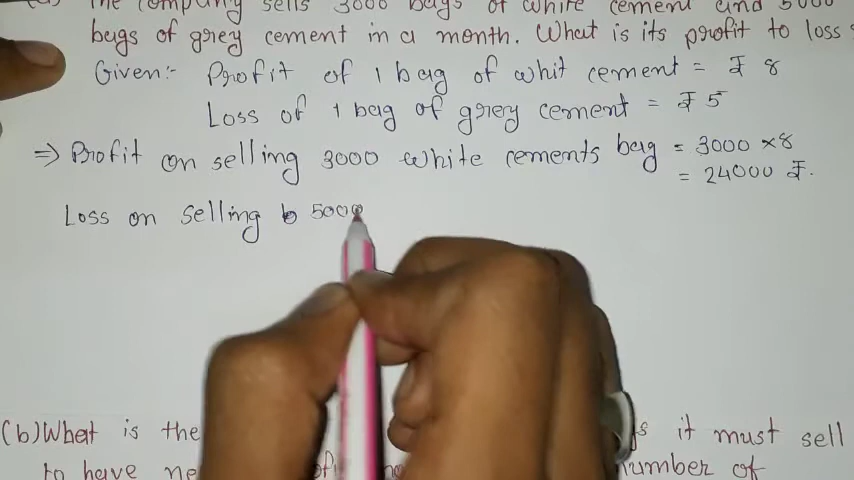 The company sells 3000 bags of white cement and 5000
bags of grey cement in a month. What is its profit to loss
Given:- Profit of 1 bag of whit cement = ₹ 8
Loss of 1 bag of grey cement = ₹ 5
⇒ Profit on selling 3000 white cements bag = 3000 × 8
= 24000 ₹.
Loss on selling 5000
(b) What is the it must sell
to have number of